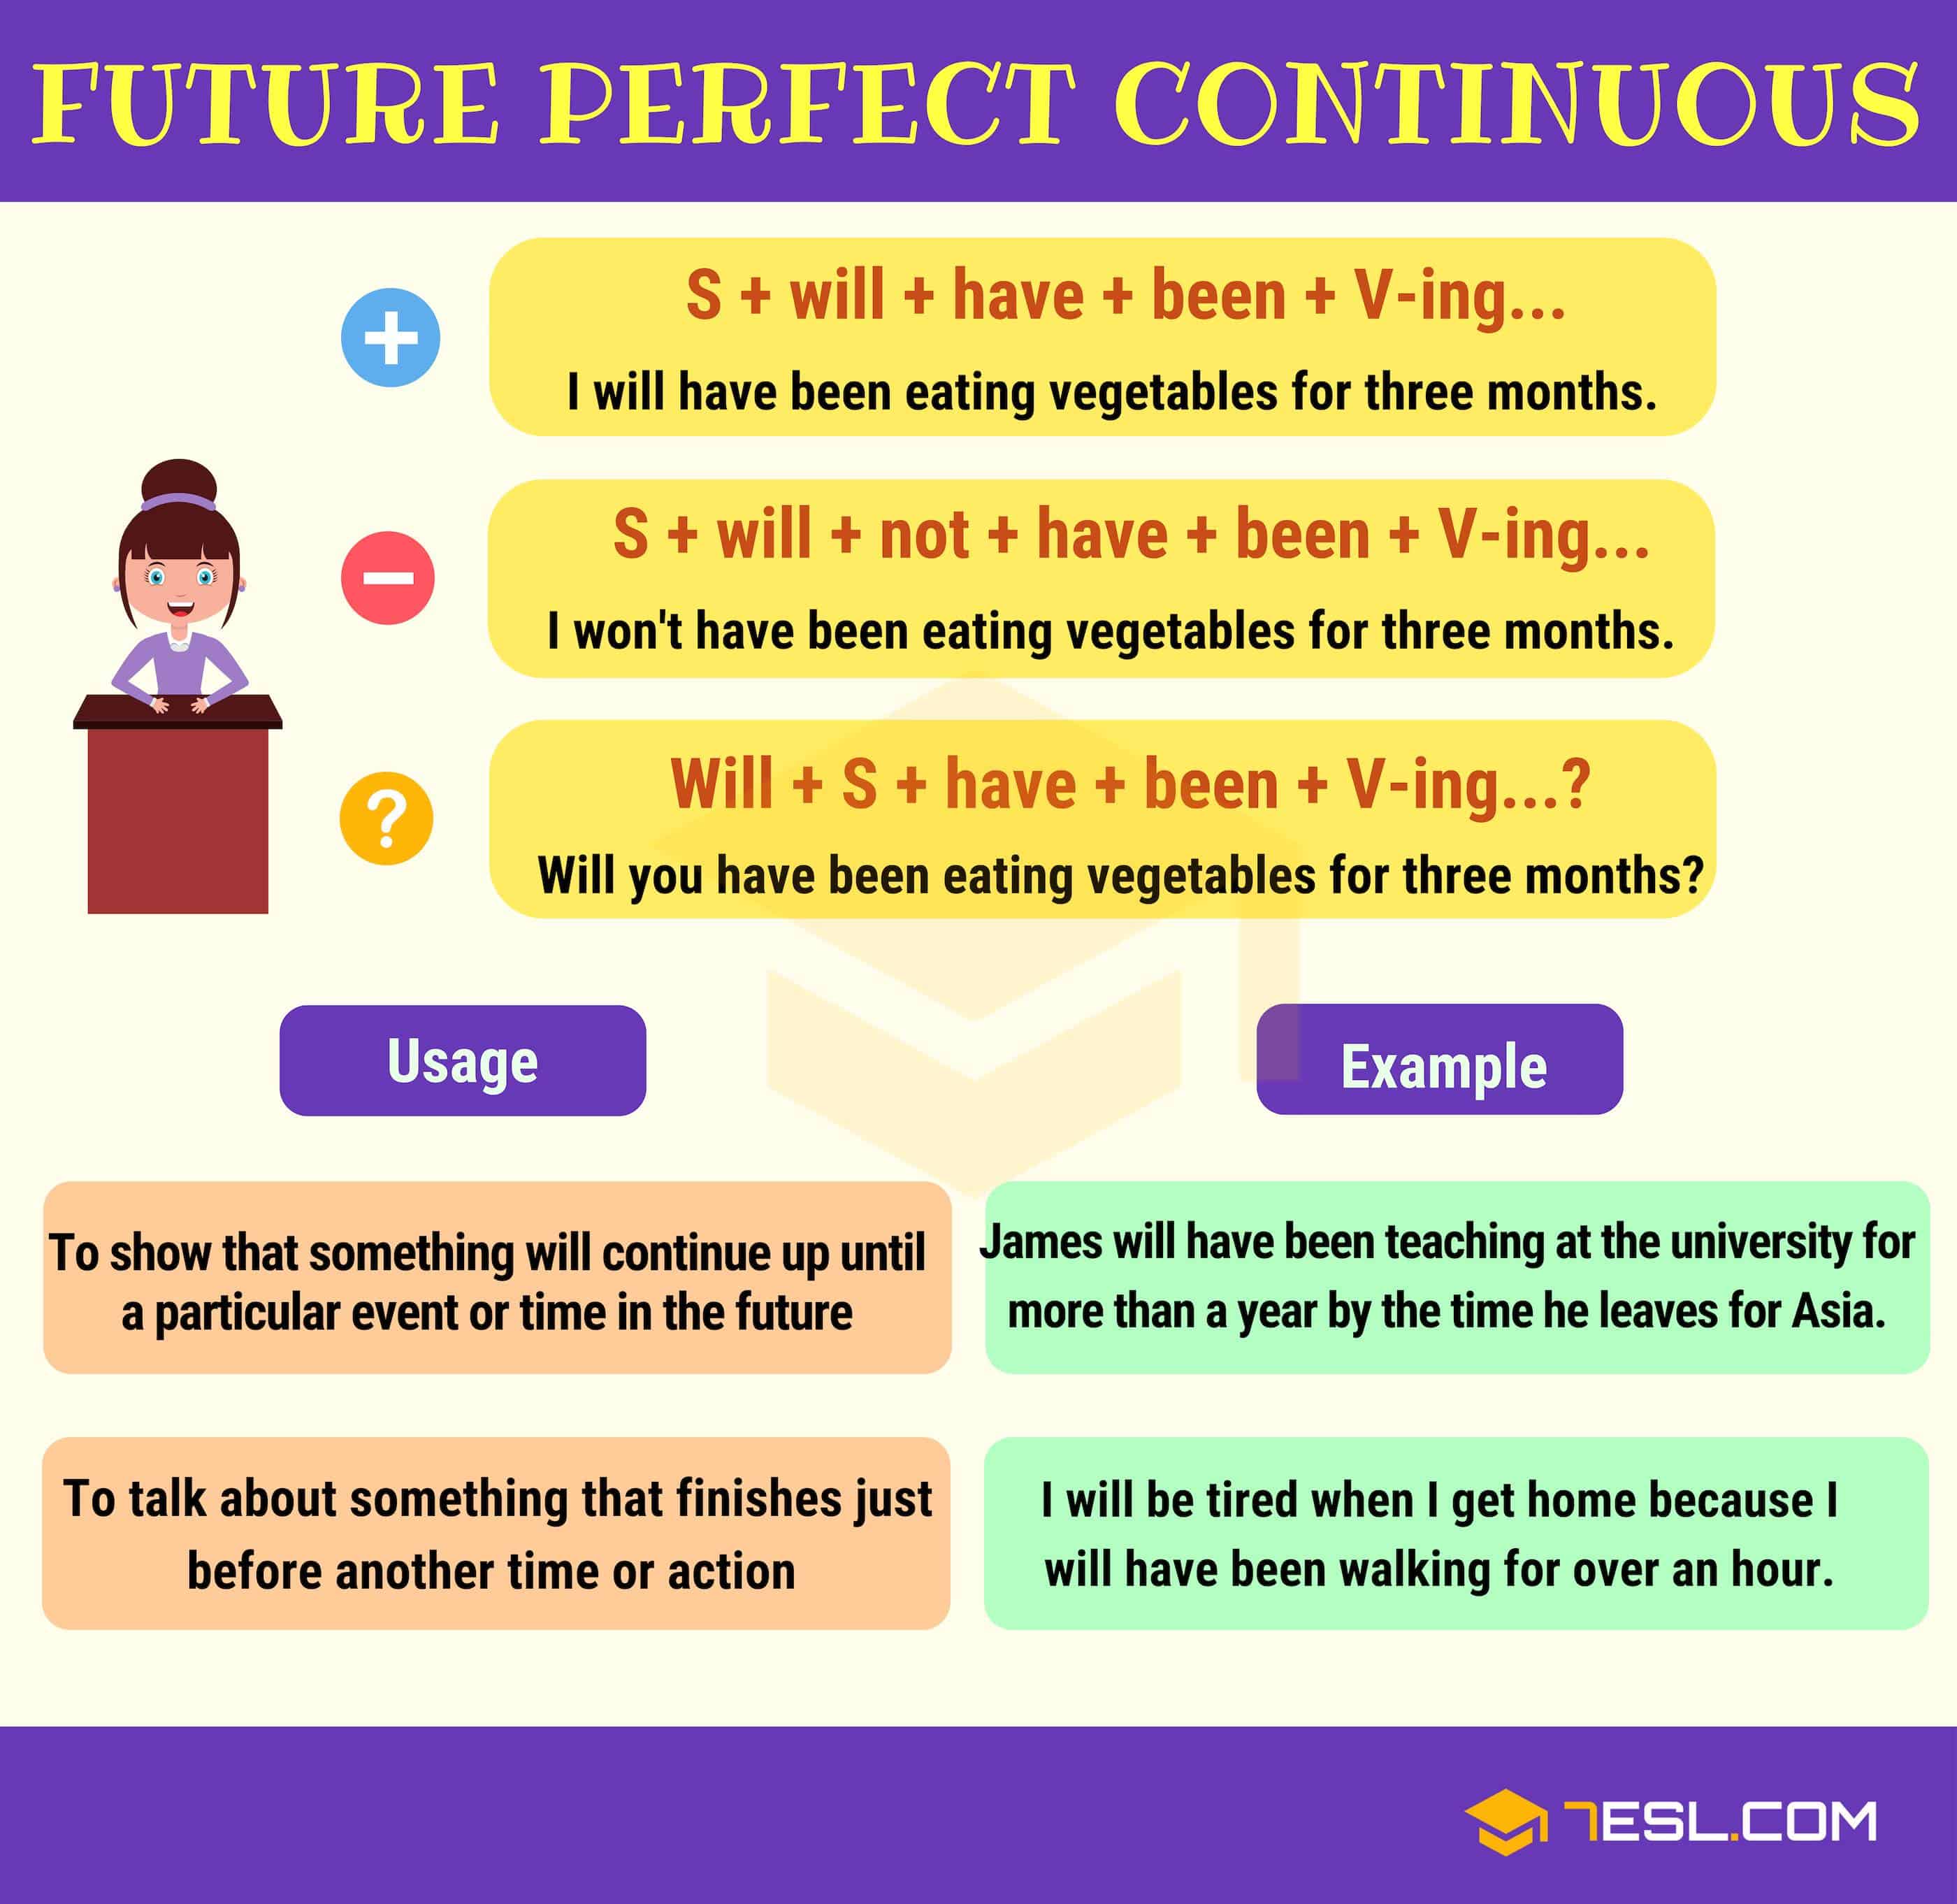 FUTURE PERFECT CONTINUOUS
S + will + have + been + V-ing...
I will have been eating vegetables for three months.
S + will + not + have + been + V-ing...
I won't have been eating vegetables for three months.
Will + S + have + been + V-ing...?
Will you have been eating vegetables for three months?
Usage
Example
To show that something will continue up until
a particular event or time in the future
James will have been teaching at the university for
more than a year by the time he leaves for Asia.
To talk about something that finishes just
before another time or action
I will be tired when I get home because I
will have been walking for over an hour.
7ESL.COM